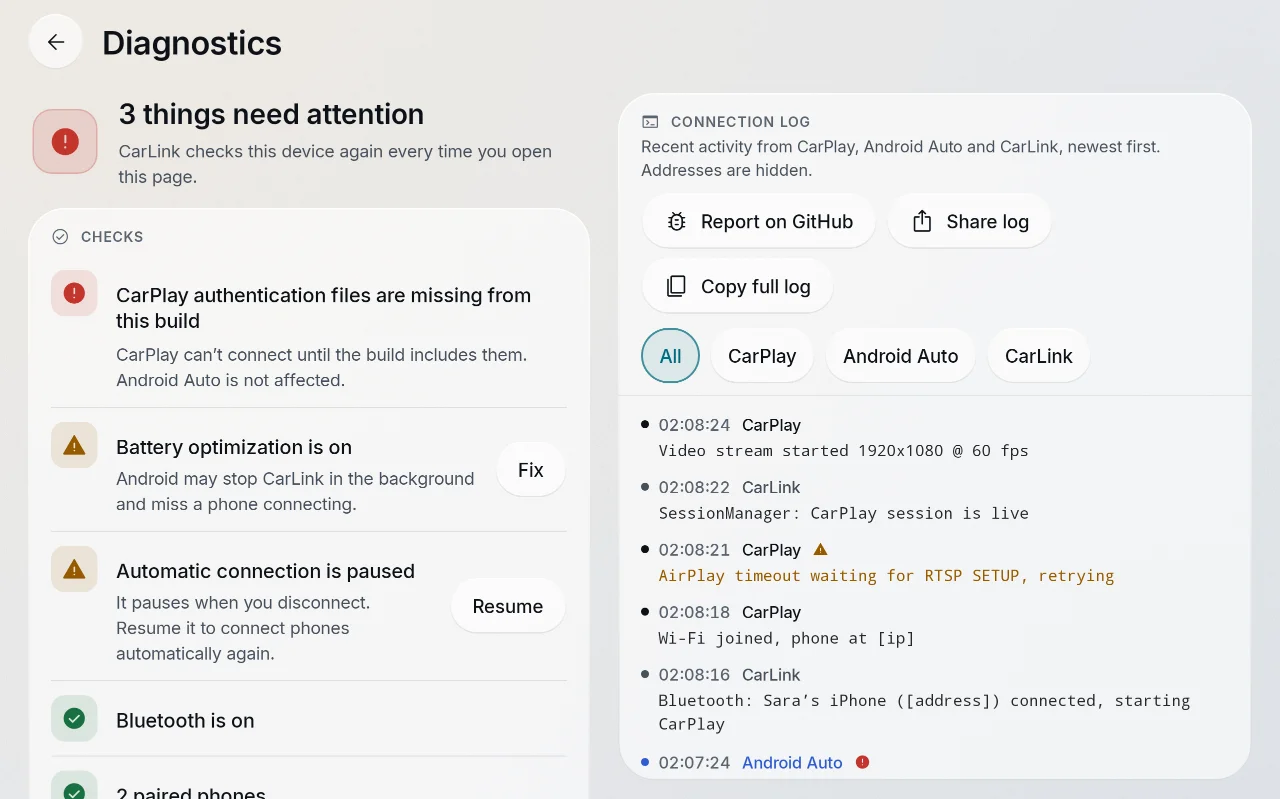 Diagnostics
3 things need attention
CarLink checks this device again every time you open
this page.
CHECKS
CarPlay authentication files are missing from
this build
CarPlay can’t connect until the build includes them.
Android Auto is not affected.
Battery optimization is on
Android may stop CarLink in the background
and miss a phone connecting.
Fix
Automatic connection is paused
It pauses when you disconnect.
Resume it to connect phones
automatically again.
Resume
Bluetooth is on
2 paired phones
CONNECTION LOG
Recent activity from CarPlay, Android Auto and CarLink, newest first.
Addresses are hidden.
Report on GitHub
Share log
Copy full log
All
CarPlay
Android Auto
CarLink
02:08:24 CarPlay
Video stream started 1920x1080 @ 60 fps
02:08:22 CarLink
SessionManager: CarPlay session is live
02:08:21 CarPlay
AirPlay timeout waiting for RTSP SETUP, retrying
02:08:18 CarPlay
Wi-Fi joined, phone at [ip]
02:08:16 CarLink
Bluetooth: Sara’s iPhone ([address]) connected, starting
CarPlay
02:07:24 Android Auto